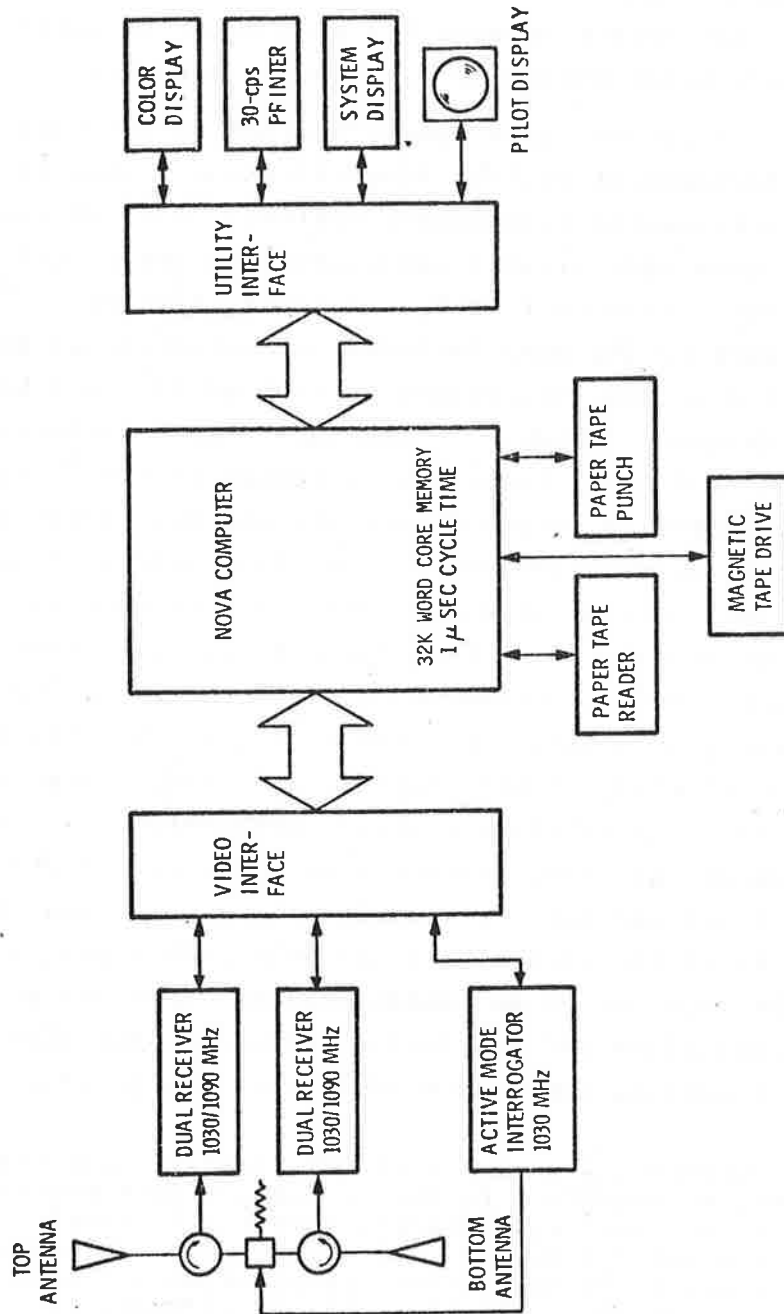 TOP
ANTENNA
BOTTOM
ANTENNA
DUAL RECEIVER
1030/1090 MHz
DUAL RECEIVER
1030/1090 MHz
ACTIVE MODE
INTERROGATOR
1030 MHz
VIDEO
INTER-
FACE
NOVA COMPUTER
32K WORD CORE MEMORY
1 μ SEC CYCLE TIME
PAPER TAPE
READER
PAPER TAPE
PUNCH
MAGNETIC
TAPE DRIVE
UTILITY
INTER-
FACE
COLOR
DISPLAY
30-cps
PRINTER
SYSTEM
DISPLAY
PILOT DISPLAY